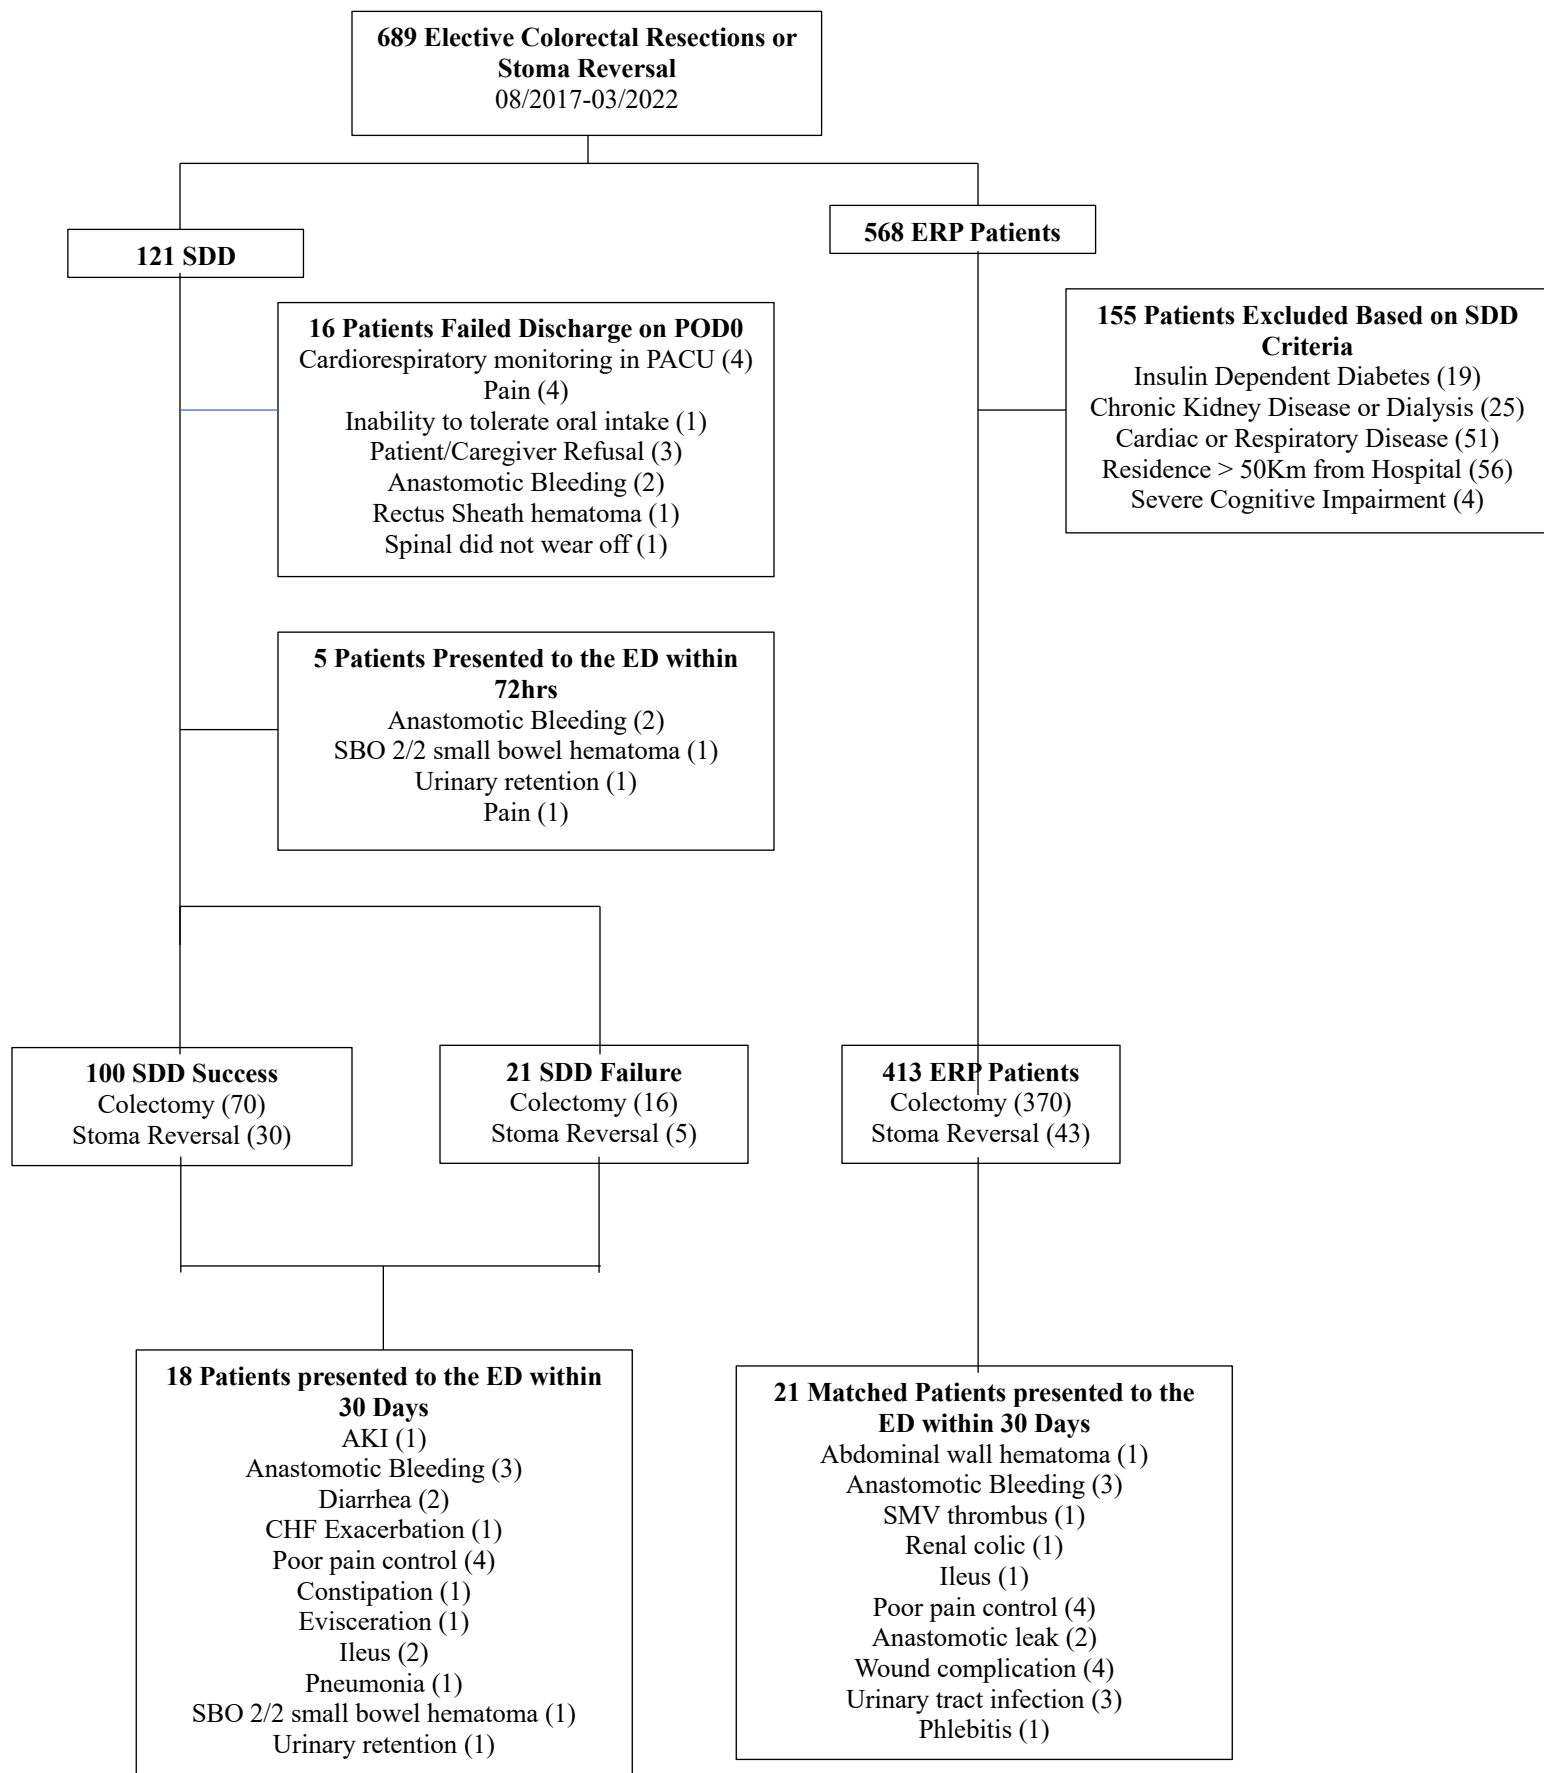 689 Elective Colorectal Resections or
Stoma Reversal
08/2017-03/2022
121 SDD
568 ERP Patients
16 Patients Failed Discharge on POD0
Cardiorespiratory monitoring in PACU (4)
Pain (4)
Inability to tolerate oral intake (1)
Patient/Caregiver Refusal (3)
Anastomotic Bleeding (2)
Rectus Sheath hematoma (1)
Spinal did not wear off (1)
155 Patients Excluded Based on SDD
Criteria
Insulin Dependent Diabetes (19)
Chronic Kidney Disease or Dialysis (25)
Cardiac or Respiratory Disease (51)
Residence > 50Km from Hospital (56)
Severe Cognitive Impairment (4)
5 Patients Presented to the ED within
72hrs
Anastomotic Bleeding (2)
SBO 2/2 small bowel hematoma (1)
Urinary retention (1)
Pain (1)
100 SDD Success
Colectomy (70)
Stoma Reversal (30)
21 SDD Failure
Colectomy (16)
Stoma Reversal (5)
413 ERP Patients
Colectomy (370)
Stoma Reversal (43)
18 Patients presented to the ED within
30 Days
AKI (1)
Anastomotic Bleeding (3)
Diarrhea (2)
CHF Exacerbation (1)
Poor pain control (4)
Constipation (1)
Evisceration (1)
Ileus (2)
Pneumonia (1)
SBO 2/2 small bowel hematoma (1)
Urinary retention (1)
21 Matched Patients presented to the
ED within 30 Days
Abdominal wall hematoma (1)
Anastomotic Bleeding (3)
SMV thrombus (1)
Renal colic (1)
Ileus (1)
Poor pain control (4)
Anastomotic leak (2)
Wound complication (4)
Urinary tract infection (3)
Phlebitis (1)